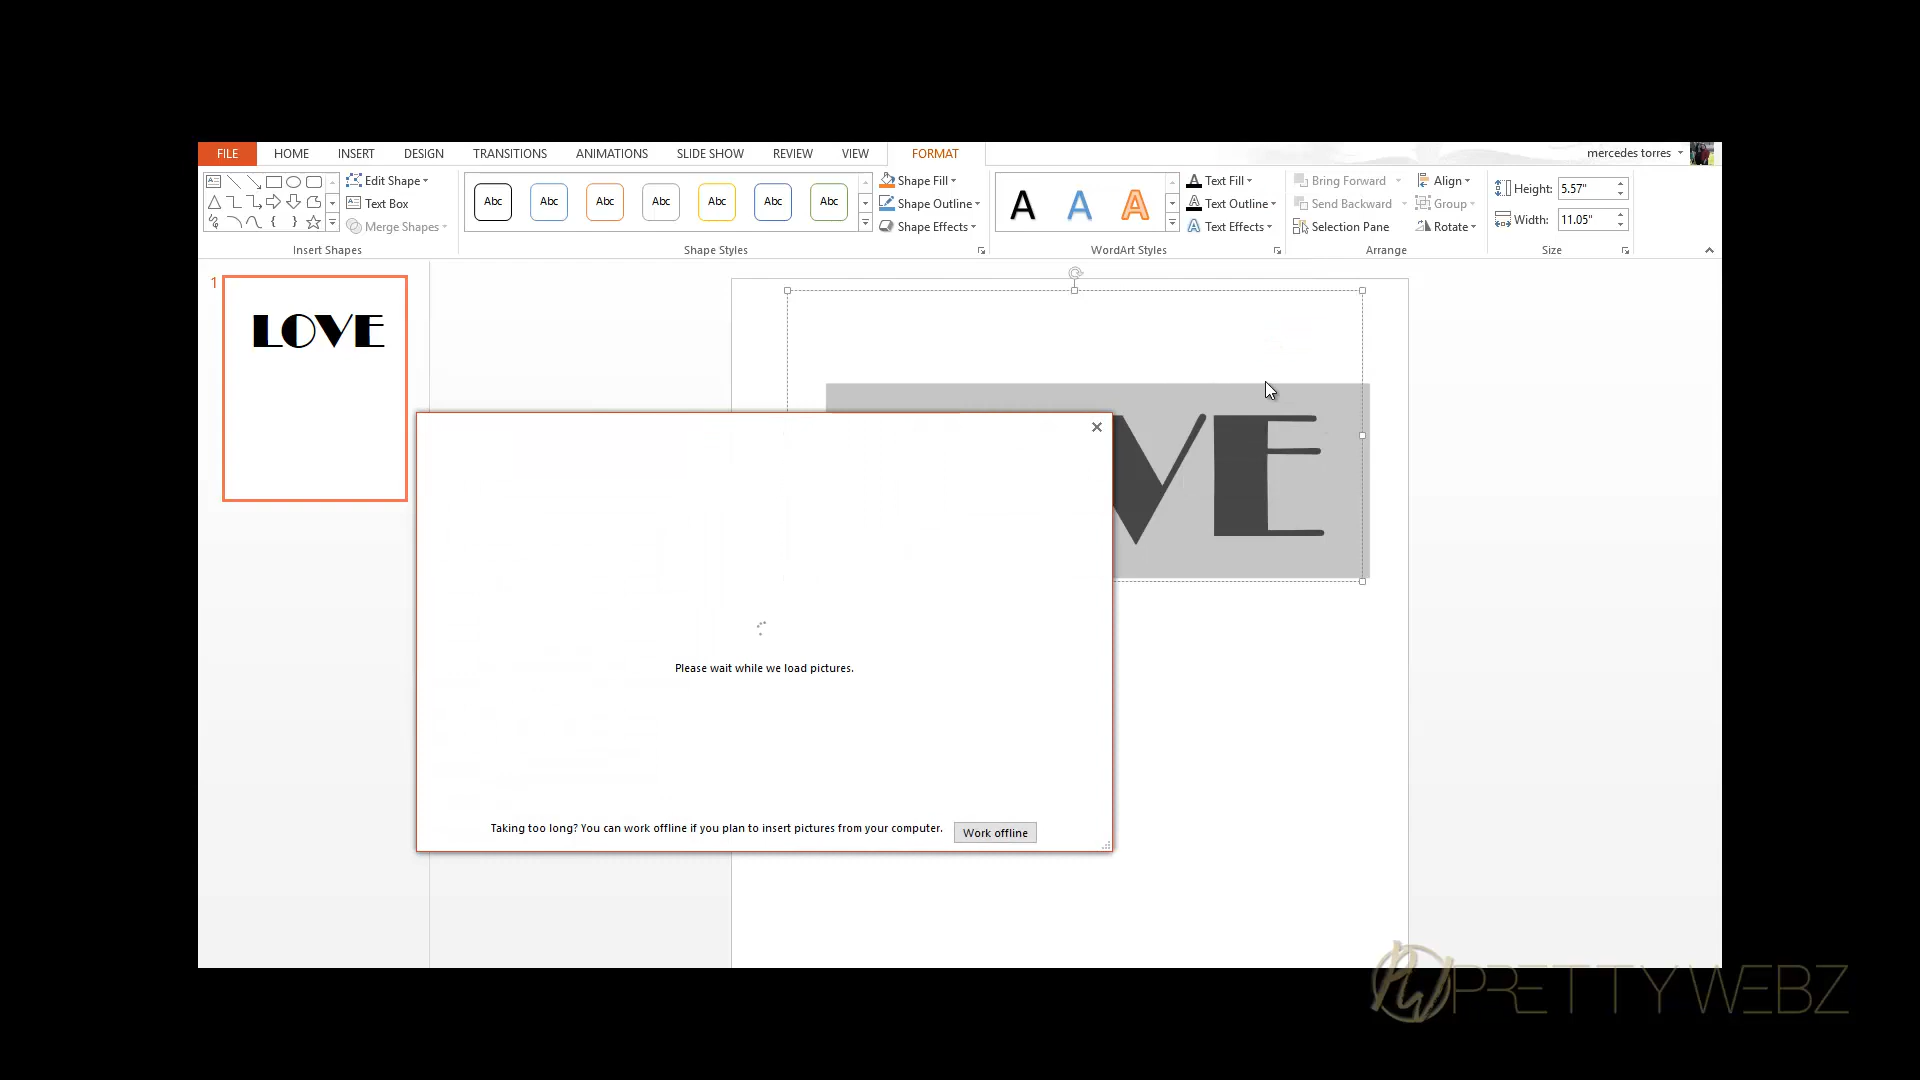 FILE HOME INSERT DESIGN TRANSITIONS ANIMATIONS SLIDE SHOW REVIEW VIEW FORMAT mercedes torres
Edit Shape
Text Box
Merge Shapes
Insert Shapes
Abc Abc Abc Abc Abc Abc Abc
Shape Styles
Shape Fill
Shape Outline
Shape Effects
A A A
WordArt Styles
Text Fill
Text Outline
Text Effects
Bring Forward
Send Backward
Selection Pane
Align
Group
Rotate
Arrange
Height: 5.57"
Width: 11.05"
Size
1
LOVE
VE
Please wait while we load pictures.
Taking too long? You can work offline if you plan to insert pictures from your computer. Work offline
PW PRETTYWEBZ